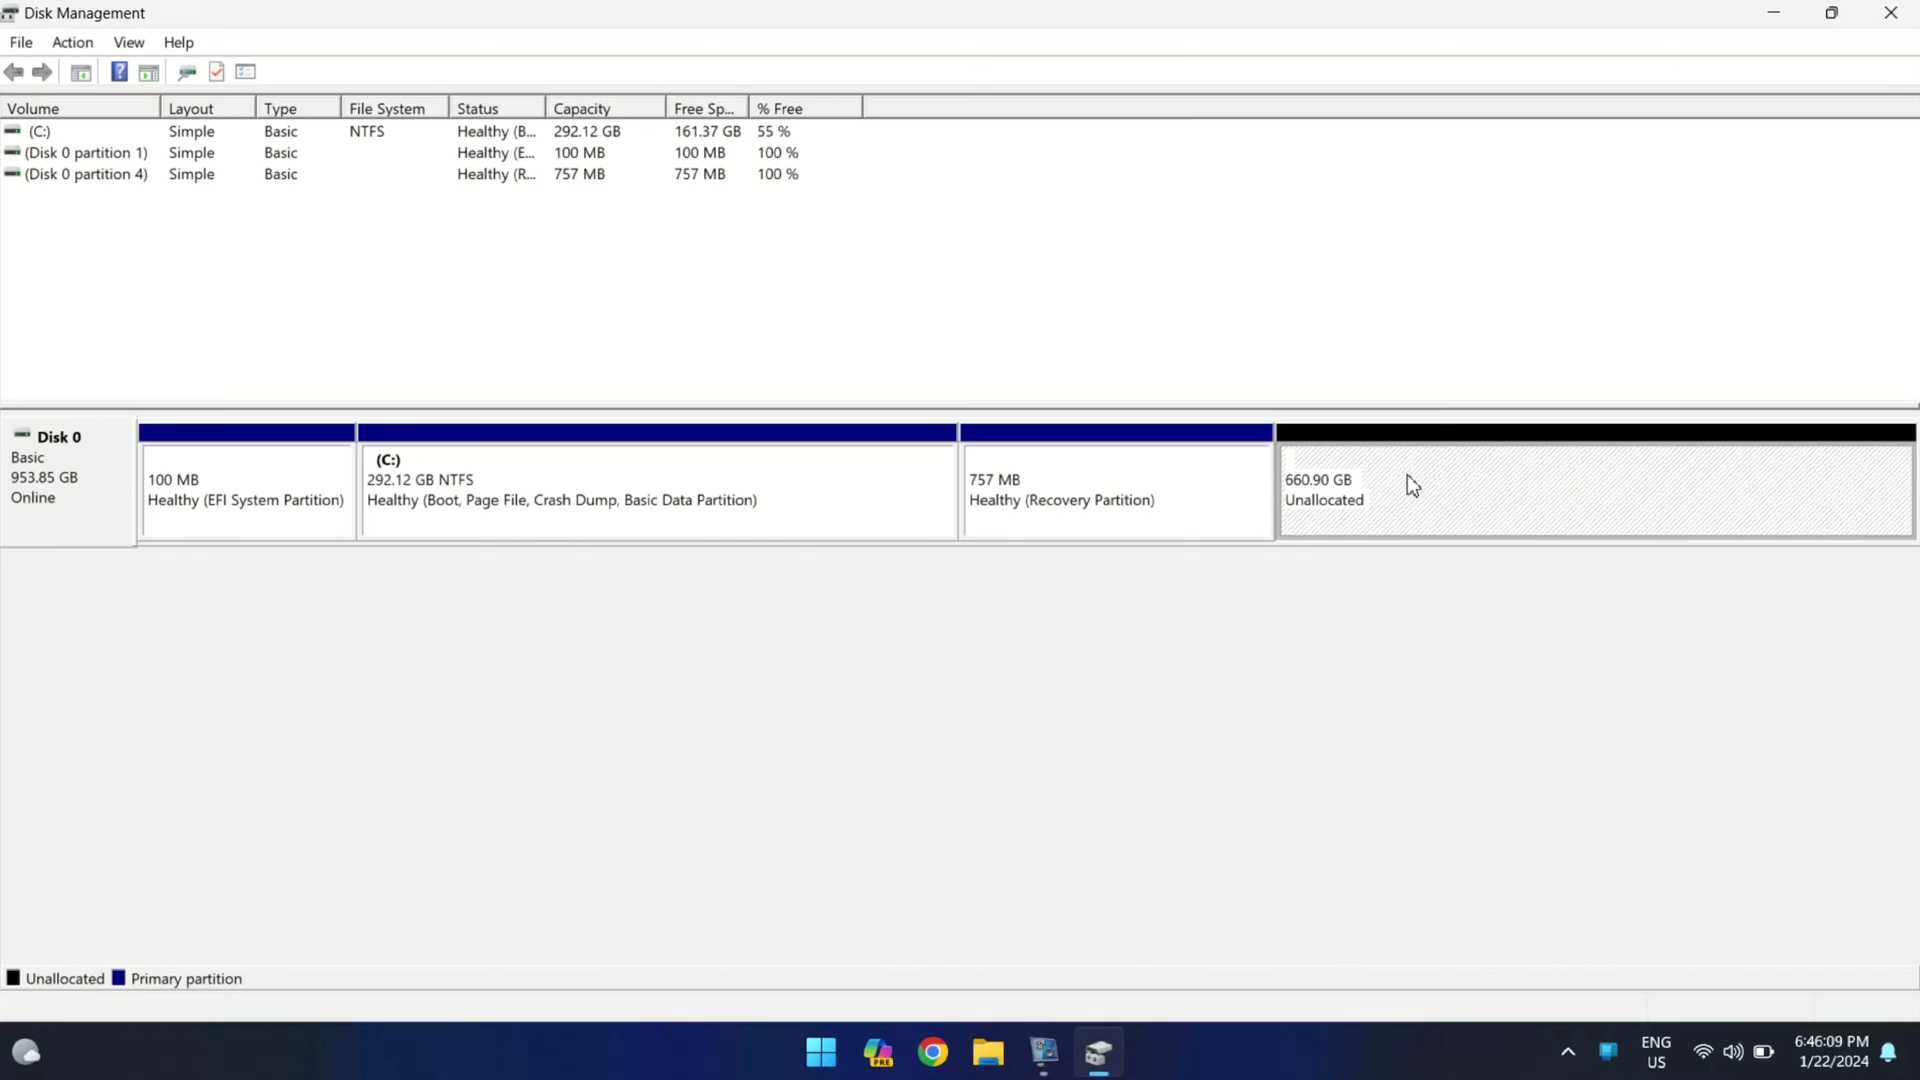 Disk Management
File Action View Help
Volume Layout Type File System Status Capacity Free Sp... % Free
(C:) Simple Basic NTFS Healthy (B... 292.12 GB 161.37 GB 55 %
(Disk 0 partition 1) Simple Basic Healthy (E... 100 MB 100 MB 100 %
(Disk 0 partition 4) Simple Basic Healthy (R... 757 MB 757 MB 100 %
Disk 0
Basic
953.85 GB
Online
100 MB
Healthy (EFI System Partition)
(C:)
292.12 GB NTFS
Healthy (Boot, Page File, Crash Dump, Basic Data Partition)
757 MB
Healthy (Recovery Partition)
660.90 GB
Unallocated
Unallocated Primary partition
PRE
ENG
US
6:46:09 PM
1/22/2024